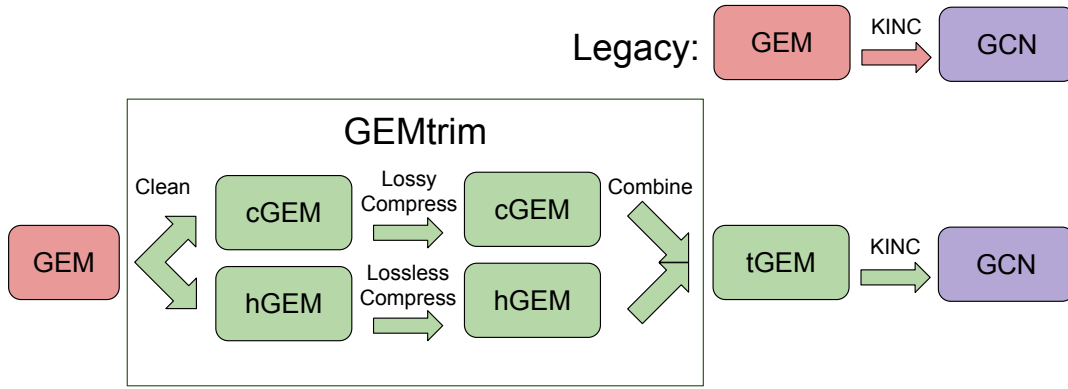 Legacy:
GEM
KINC
GCN
GEMtrim
Clean
cGEM
Lossy
Compress
cGEM
Combine
GEM
hGEM
Lossless
Compress
hGEM
tGEM
KINC
GCN